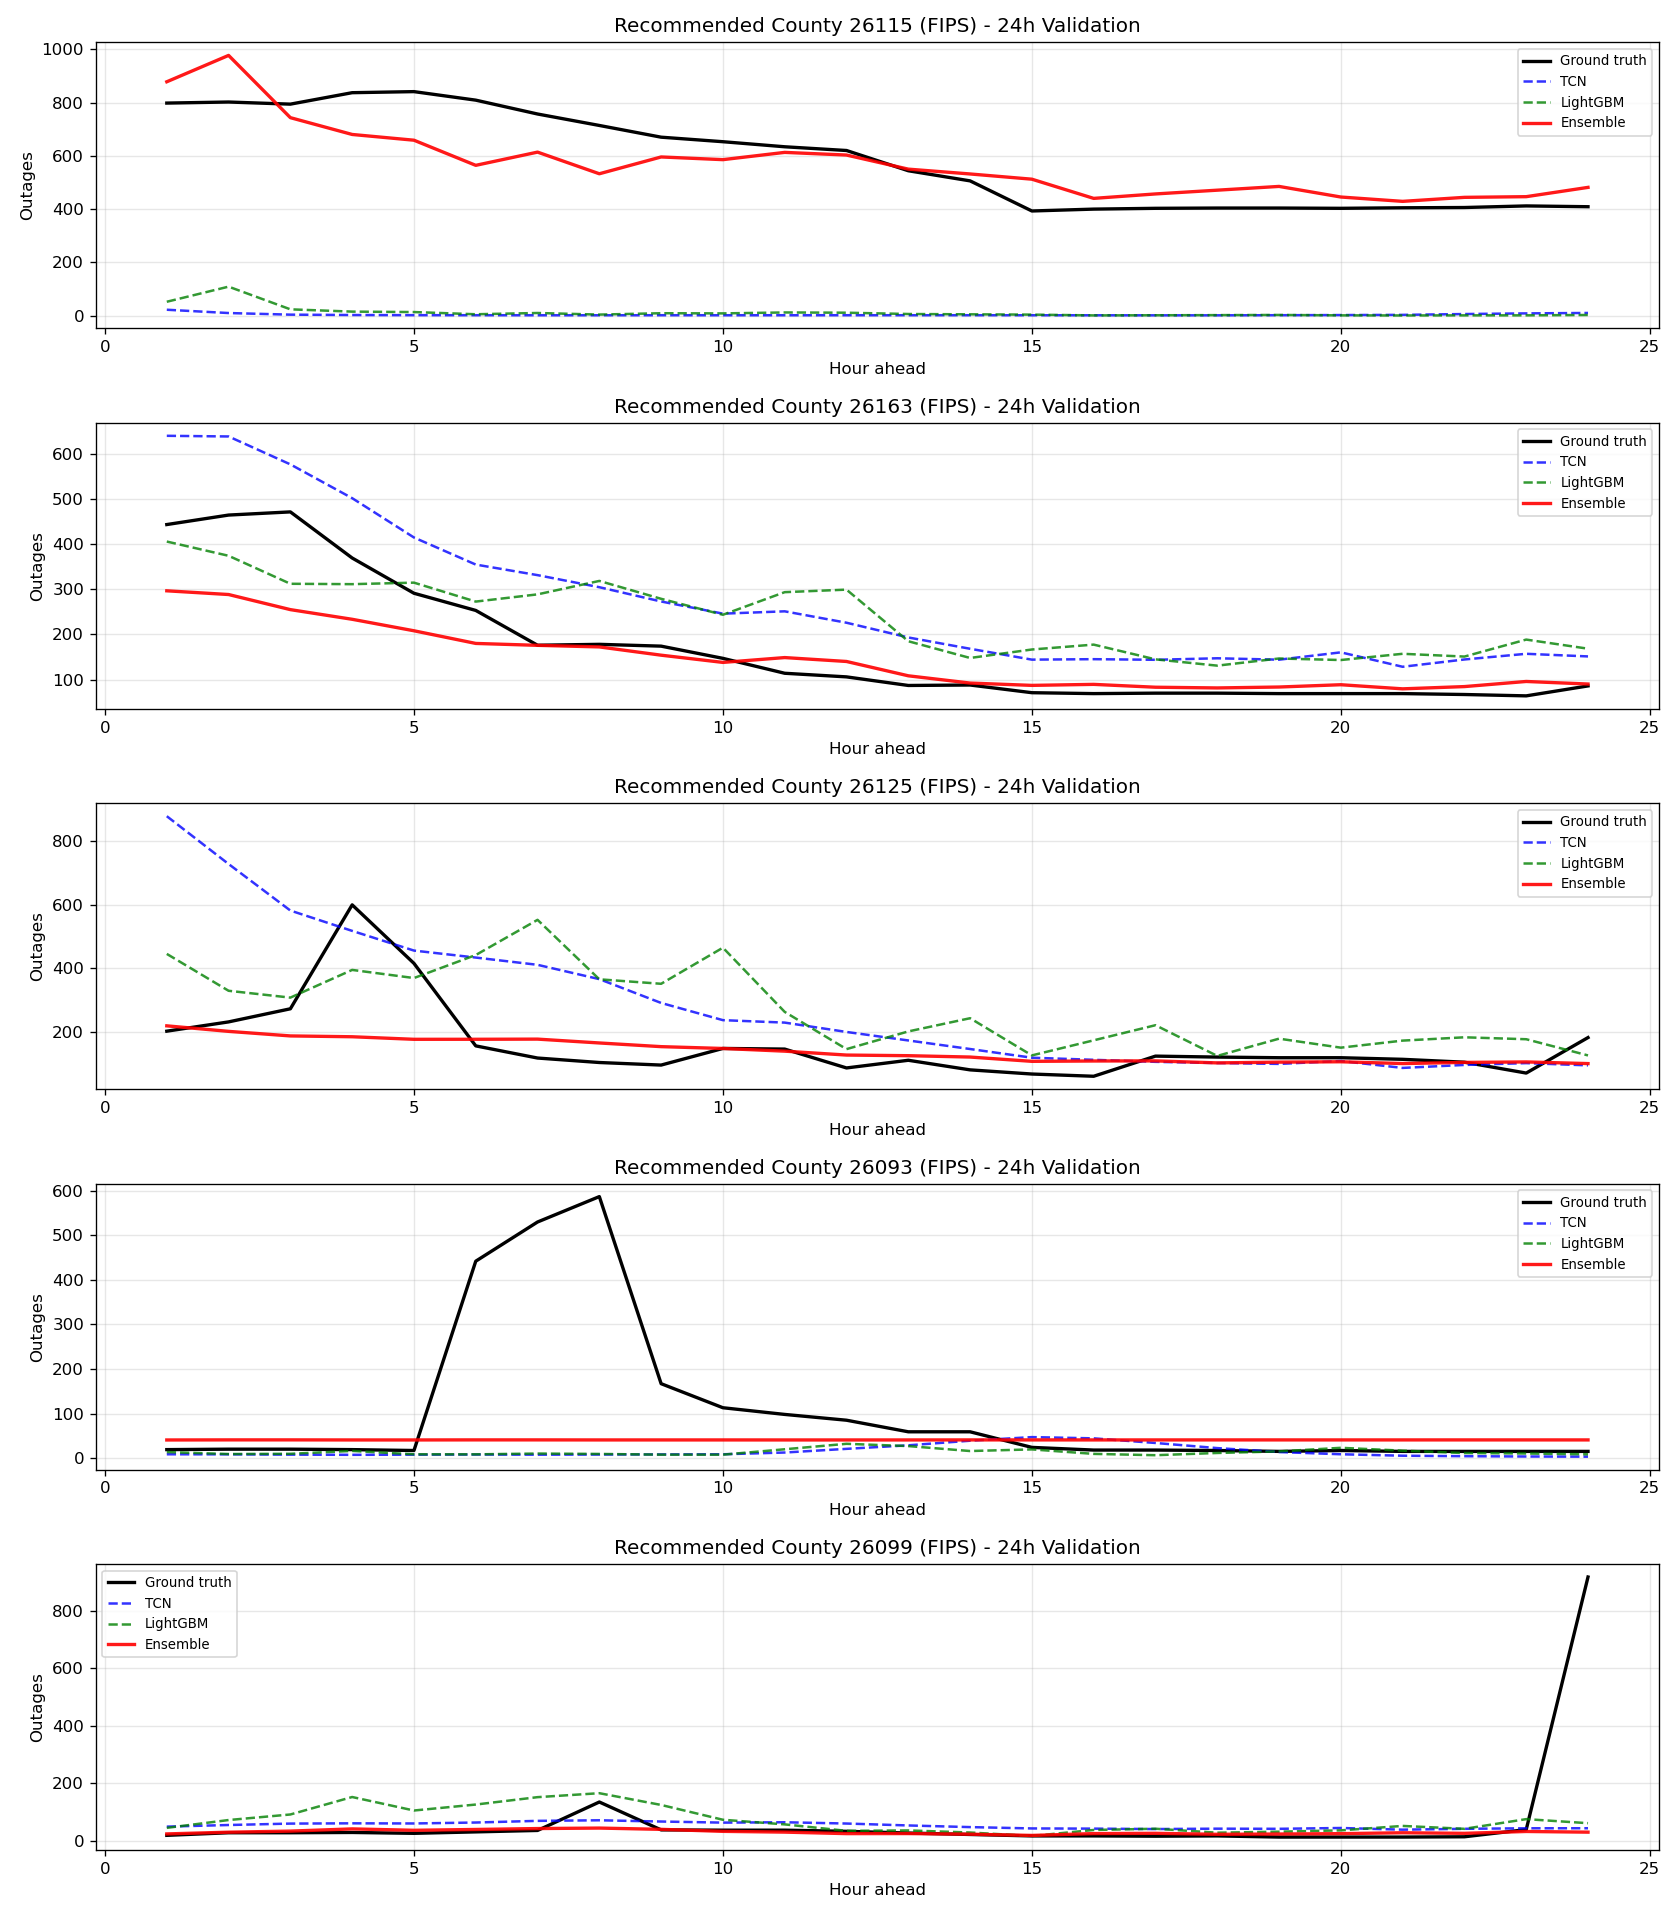 Recommended County 26115 (FIPS) - 24h Validation
1000
800
600
400
200
0
Outages
Ground truth
TCN
LightGBM
Ensemble
0 5 10 15 20 25
Hour ahead
Recommended County 26163 (FIPS) - 24h Validation
600
500
400
300
200
100
Outages
Ground truth
TCN
LightGBM
Ensemble
0 5 10 15 20 25
Hour ahead
Recommended County 26125 (FIPS) - 24h Validation
800
600
400
200
Outages
Ground truth
TCN
LightGBM
Ensemble
0 5 10 15 20 25
Hour ahead
Recommended County 26093 (FIPS) - 24h Validation
600
500
400
300
200
100
0
Outages
Ground truth
TCN
LightGBM
Ensemble
0 5 10 15 20 25
Hour ahead
Recommended County 26099 (FIPS) - 24h Validation
800
600
400
200
0
Outages
Ground truth
TCN
LightGBM
Ensemble
0 5 10 15 20 25
Hour ahead